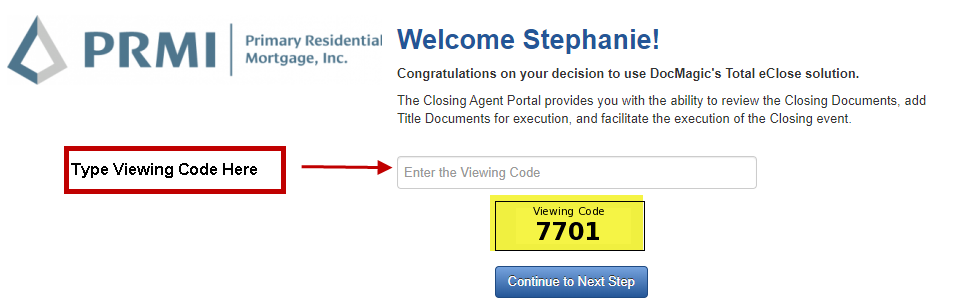 PRMI
Primary Residential
Mortgage, Inc.
Welcome Stephanie!
Congratulations on your decision to use DocMagic's Total eClose solution.
The Closing Agent Portal provides you with the ability to review the Closing Documents, add
Title Documents for execution, and facilitate the execution of the Closing event.
Type Viewing Code Here
Enter the Viewing Code
Viewing Code
7701
Continue to Next Step